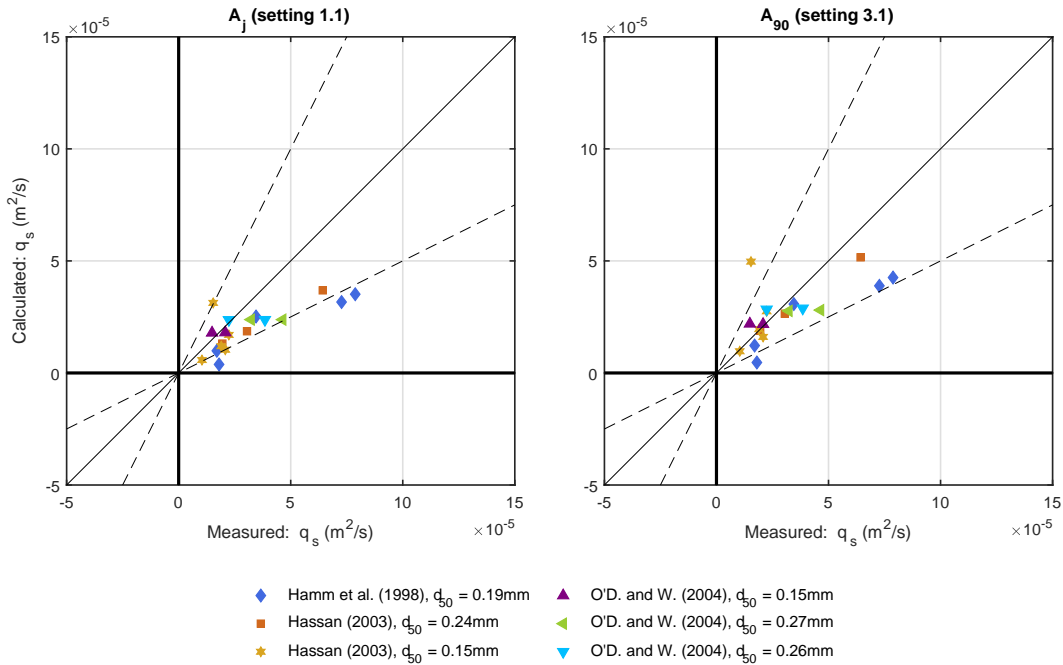 A_j (setting 1.1)
A_90 (setting 3.1)
×10^-5
×10^-5
15
10
5
0
-5
15
10
5
0
-5
Calculated: q_s (m^2/s)
-5 0 5 10 15
-5 0 5 10 15
Measured: q_s (m^2/s)
×10^-5
Measured: q_s (m^2/s)
×10^-5
Hamm et al. (1998), d_50 = 0.19mm
Hassan (2003), d_50 = 0.24mm
Hassan (2003), d_50 = 0.15mm
O'D. and W. (2004), d_50 = 0.15mm
O'D. and W. (2004), d_50 = 0.27mm
O'D. and W. (2004), d_50 = 0.26mm